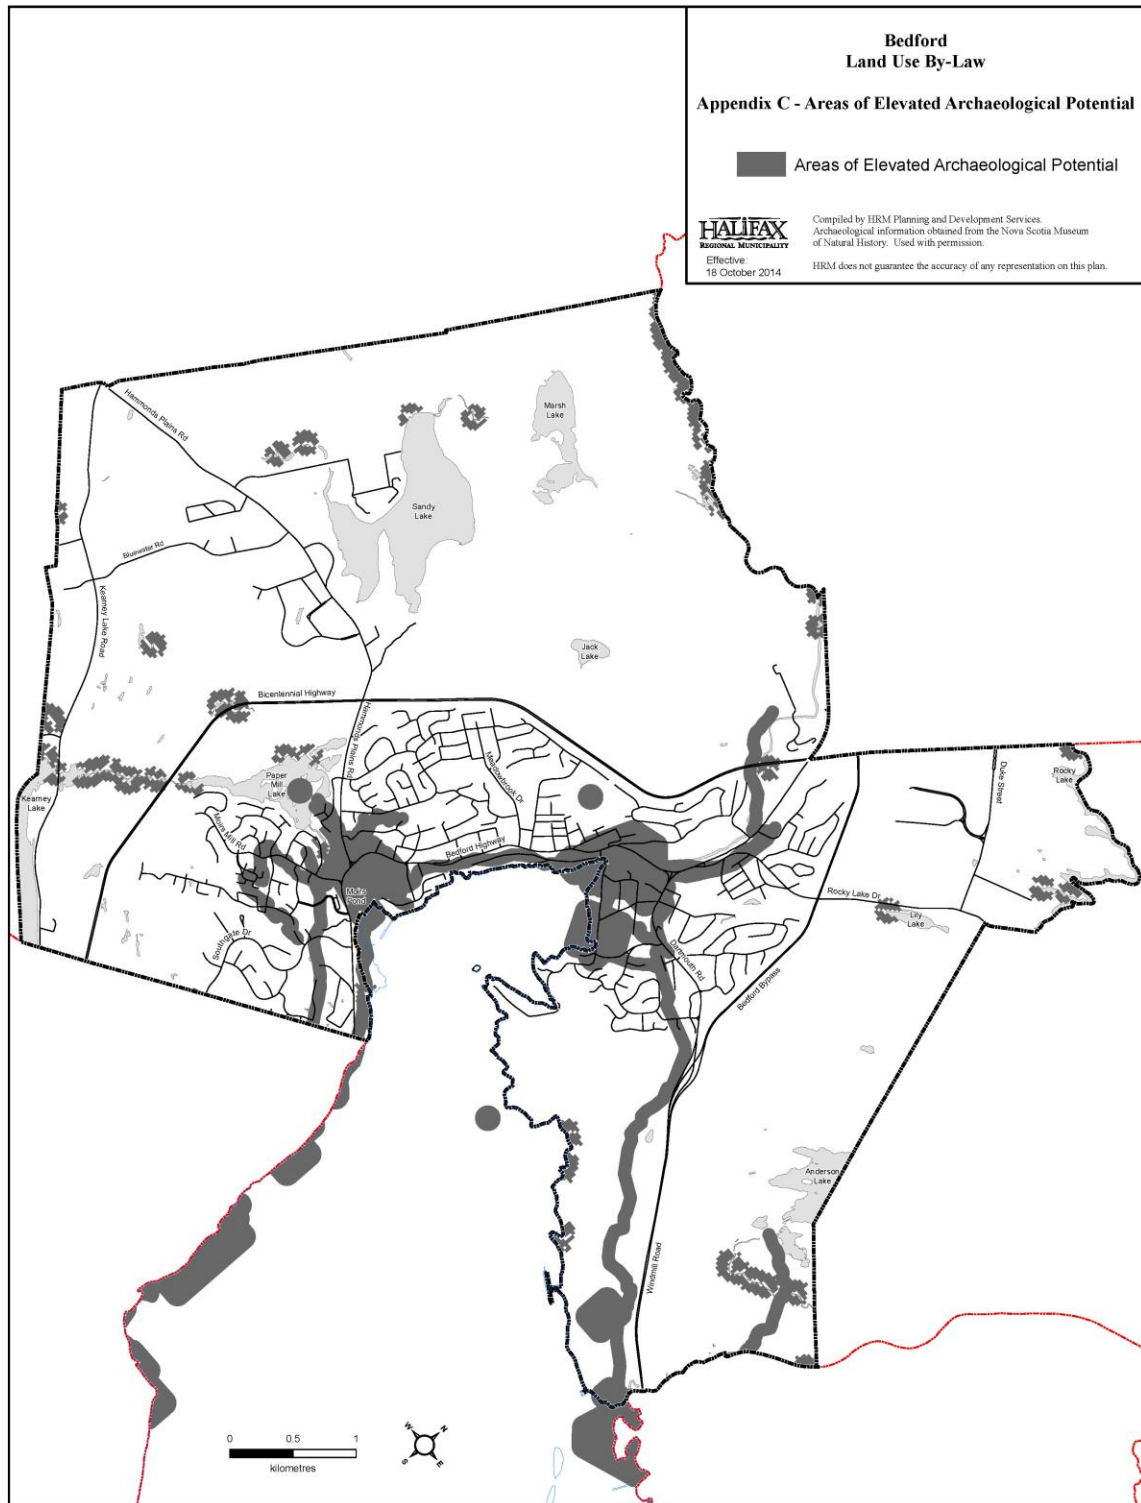 Bedford
Land Use By-Law
Appendix C - Areas of Elevated Archaeological Potential
Areas of Elevated Archaeological Potential
HALIFAX
REGIONAL MUNICIPALITY
Effective:
18 October 2014
Compiled by HRM Planning and Development Services.
Archaeological information obtained from the Nova Scotia Museum
of Natural History. Used with permission.
HRM does not guarantee the accuracy of any representation on this plan.
Hammonds Plains Rd
Marsh
Lake
Sandy
Lake
Bluewater Rd
Kearney Lake Road
Jack
Lake
Bicentennial Highway
Hammonds Plains Rd
Meadowbrook Dr
Duke Street
Rocky
Lake
Paper
Mill
Lake
Kearney
Lake
Moirs Mill Rd
Bedford Highway
Moirs
Pond
Rocky Lake Dr
Lily
Lake
Southgate Dr
Dartmouth Rd
Bedford Bypass
Anderson
Lake
Windmill Road
0 0.5 1
kilometres
W N
S E